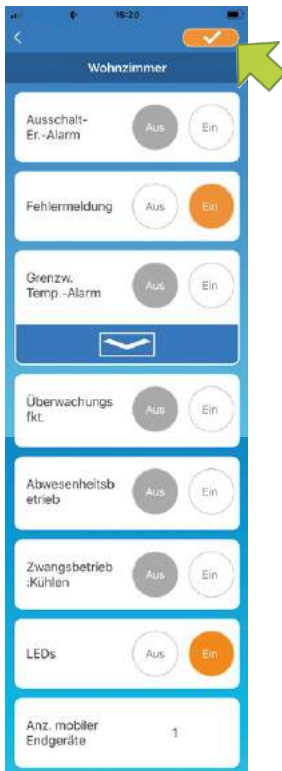 16:20
Wohnzimmer
Ausschalt-
Er.-Alarm
Aus
Ein
Fehlermeldung
Aus
Ein
Grenzw.
Temp.-Alarm
Aus
Ein
Überwachungs
fkt.
Aus
Ein
Abwesenheitsb
etrieb
Aus
Ein
Zwangsbetrieb
:Kühlen
Aus
Ein
LEDs
Aus
Ein
Anz. mobiler
Endgeräte
1